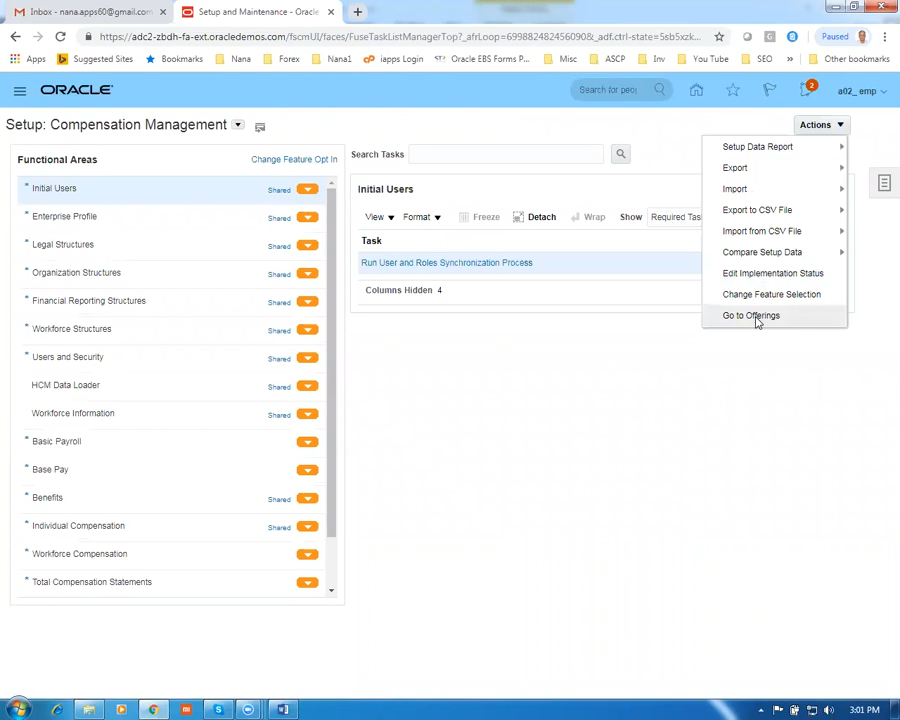 Inbox - nana.apps60@gmail.com
Setup and Maintenance - Oracle
https://adc2-zbdh-fa-ext.oracledemos.com/fscmUI/faces/FuseTaskListManagerTop?_afrLoop=6998824824560908_adf.ctrl-state=5sb5xzk...
Paused
Apps Suggested Sites Bookmarks Nana Forex Nana1 iapps Login Oracle EBS Forms P... Misc ASCP Inv You Tube SEO » Other bookmarks
ORACLE
Search for peo
2
a02_ emp
Setup: Compensation Management
Actions
Functional Areas
Change Feature Opt In
* Initial Users Shared
* Enterprise Profile Shared
* Legal Structures Shared
* Organization Structures Shared
* Financial Reporting Structures Shared
* Workforce Structures Shared
* Users and Security Shared
HCM Data Loader Shared
Workforce Information Shared
* Basic Payroll
* Base Pay
* Benefits Shared
* Individual Compensation Shared
* Workforce Compensation
* Total Compensation Statements
Search Tasks
Initial Users
View Format Freeze Detach Wrap Show Required Tas
Task
Run User and Roles Synchronization Process
Columns Hidden 4
Setup Data Report
Export
Import
Export to CSV File
Import from CSV File
Compare Setup Data
Edit Implementation Status
Change Feature Selection
Go to Offerings
3:01 PM